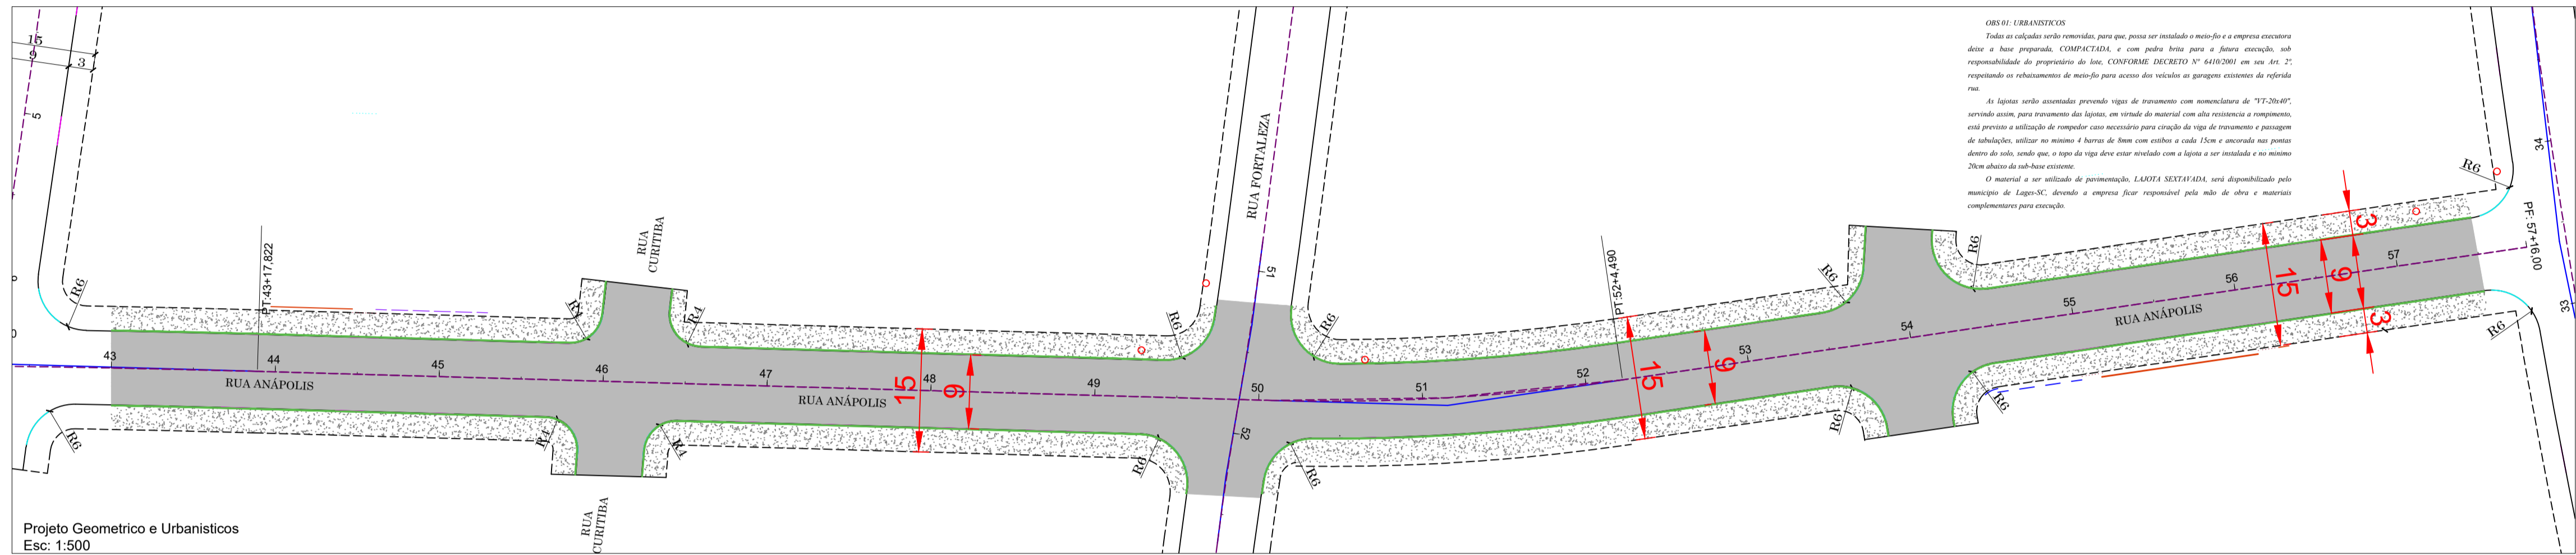 OBS 01: URBANISTICOS
Todas as calçadas serão removidas, para que, possa ser instalado o meio-fio e a empresa executora
deixe a base preparada, COMPACTADA, e com pedra brita para a futura execução, sob
responsabilidade do proprietário do lote, CONFORME DECRETO Nº 6410/2001 em seu Art. 2º,
respeitando os rebaixamentos de meio-fio para acesso dos veículos as garagens existentes da referida
rua.
As lajotas serão assentadas prevendo vigas de travamento com nomenclatura de "VT-20x40",
servindo assim, para travamento das lajotas, em virtude do material com alta resistencia a rompimento,
está previsto a utilização de rompedor caso necessário para ciração da viga de travamento e passagem
de tubulações, utilizar no minimo 4 barras de 8mm com estibos a cada 15cm e ancorada nas pontas
dentro do solo, sendo que, o topo da viga deve estar nivelado com a lajota a ser instalada e no minimo
20cm abaixo da sub-base existente.
O material a ser utilizado de pavimentação, LAJOTA SEXTAVADA, será disponibilizado pelo
municipio de Lages-SC, devendo a empresa ficar responsável pela mão de obra e materiais
complementares para execução.
15
9
3
5
R6
PT:43+17,822
RUA
CURITIBA
R4
R4
RUA FORTALEZA
51
R6
R6
PT:52+4,490
R6
R6
R6
34
PF: 57+16,00
33
3
9
3
15
9
43
44
45
46
47
48
49
50
51
52
53
54
55
56
57
RUA ANÁPOLIS
RUA ANÁPOLIS
RUA ANÁPOLIS
15
9
15
9
52
R6
R4
R4
R6
R6
R6
R6
R6
RUA
CURITIBA
Projeto Geometrico e Urbanisticos
Esc: 1:500